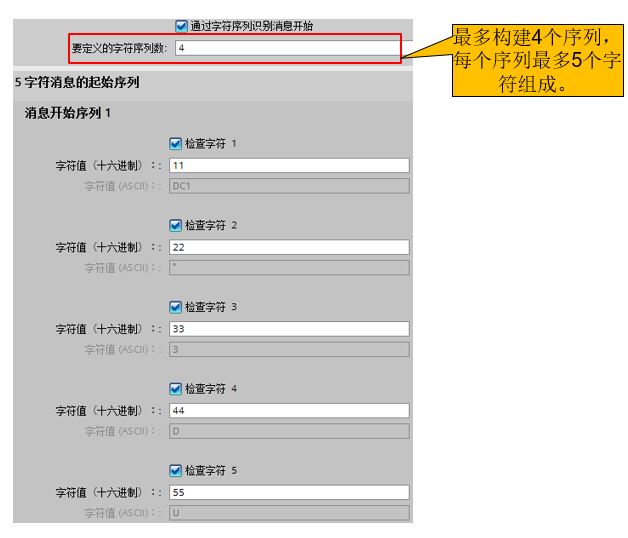 通过字符序列识别消息开始
要定义的字符序列数: 4
最多构建4个序列，
每个序列最多5个字
符组成。
5 字符消息的起始序列
消息开始序列 1
检查字符 1
字符值（十六进制）：: 11
字符值 (ASCII)：: DC1
检查字符 2
字符值（十六进制）：: 22
字符值 (ASCII)：: "
检查字符 3
字符值（十六进制）：: 33
字符值 (ASCII)：: 3
检查字符 4
字符值（十六进制）：: 44
字符值 (ASCII)：: D
检查字符 5
字符值（十六进制）：: 55
字符值 (ASCII)：: U